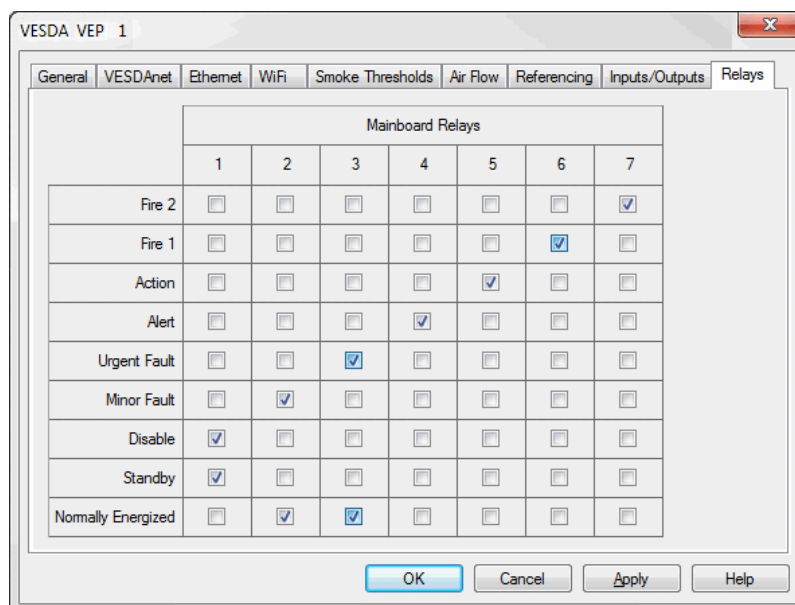 VESDA VEP 1
General VESDAnet Ethernet WiFi Smoke Thresholds Air Flow Referencing Inputs/Outputs Relays
Mainboard Relays
1 2 3 4 5 6 7
Fire 2
Fire 1
Action
Alert
Urgent Fault
Minor Fault
Disable
Standby
Normally Energized
OK Cancel Apply Help